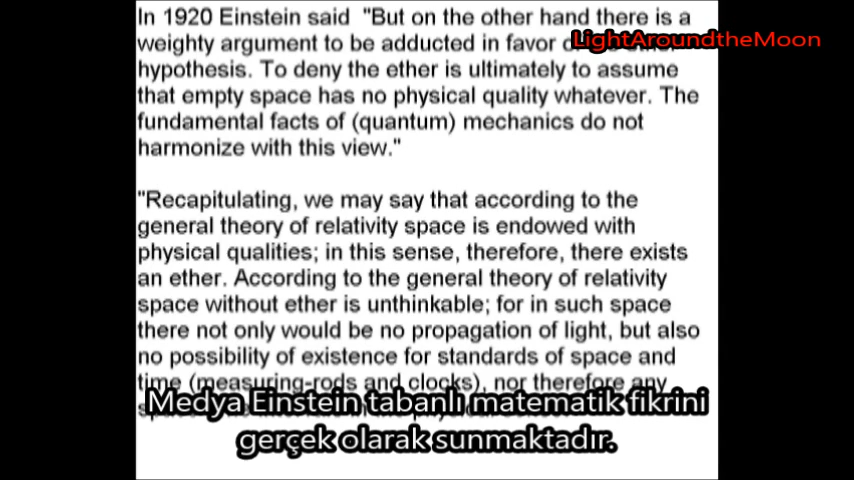 In 1920 Einstein said "But on the other hand there is a
weighty argument to be adducted in favor
LightAroundtheMoon
hypothesis. To deny the ether is ultimately to assume
that empty space has no physical quality whatever. The
fundamental facts of (quantum) mechanics do not
harmonize with this view."
"Recapitulating, we may say that according to the
general theory of relativity space is endowed with
physical qualities; in this sense, therefore, there exists
an ether. According to the general theory of relativity
space without ether is unthinkable; for in such space
there not only would be no propagation of light, but also
no possibility of existence for standards of space and
time (measuring-rods and clocks), nor therefore any
Medya Einstein tabanlı matematik fikrini
gerçek olarak sunmaktadır.